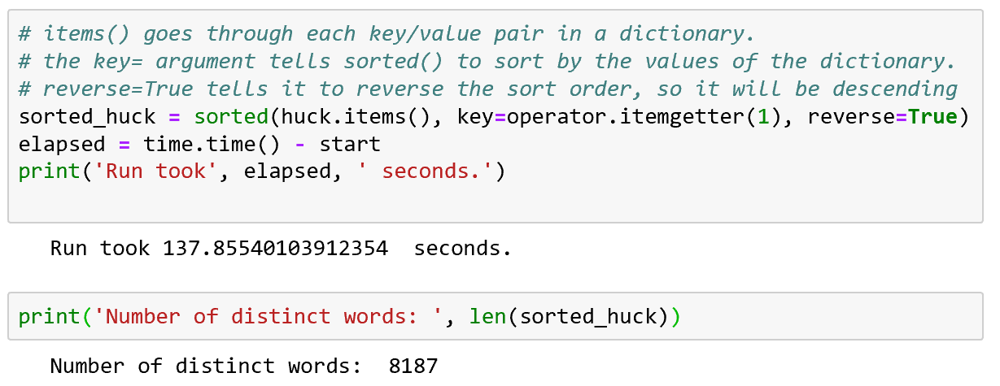 # items() goes through each key/value pair in a dictionary.
# the key= argument tells sorted() to sort by the values of the dictionary.
# reverse=True tells it to reverse the sort order, so it will be descending
sorted_huck = sorted(huck.items(), key=operator.itemgetter(1), reverse=True)
elapsed = time.time() - start
print('Run took', elapsed, ' seconds.')
Run took 137.85540103912354  seconds.
print('Number of distinct words: ', len(sorted_huck))
Number of distinct words:  8187